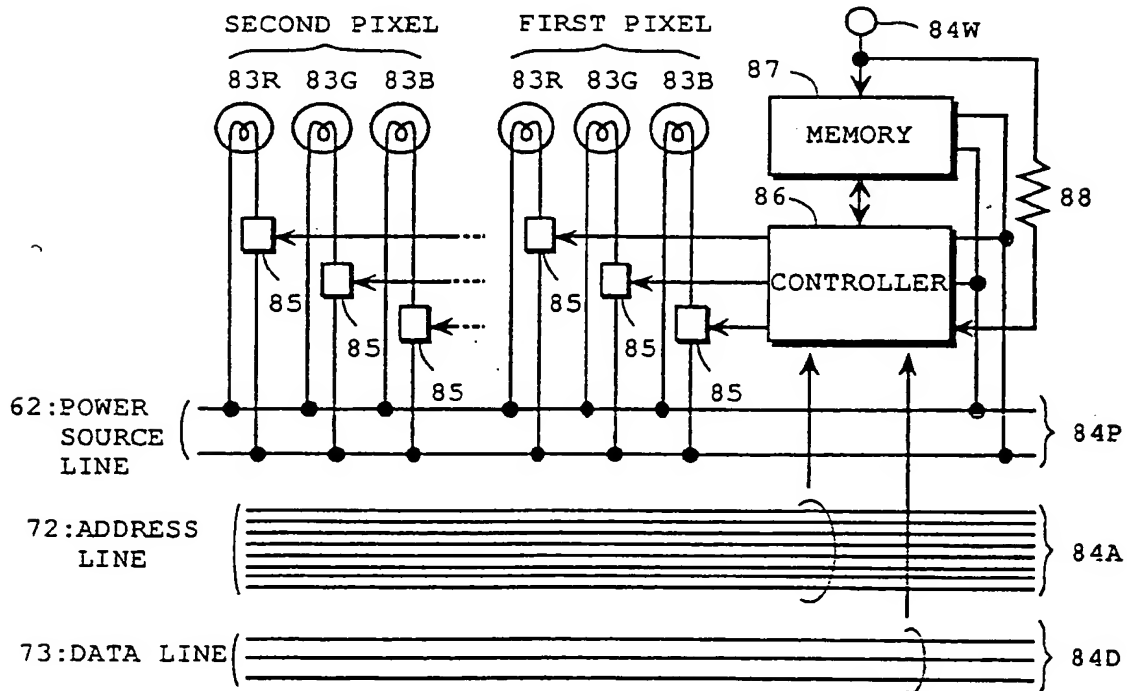 SECOND PIXEL
FIRST PIXEL
84W
83R 83G 83B
83R 83G 83B
87
MEMORY
86
88
CONTROLLER
85
85
85
85
85
85
62:POWER
SOURCE
LINE
84P
72:ADDRESS
LINE
84A
73:DATA LINE
84D